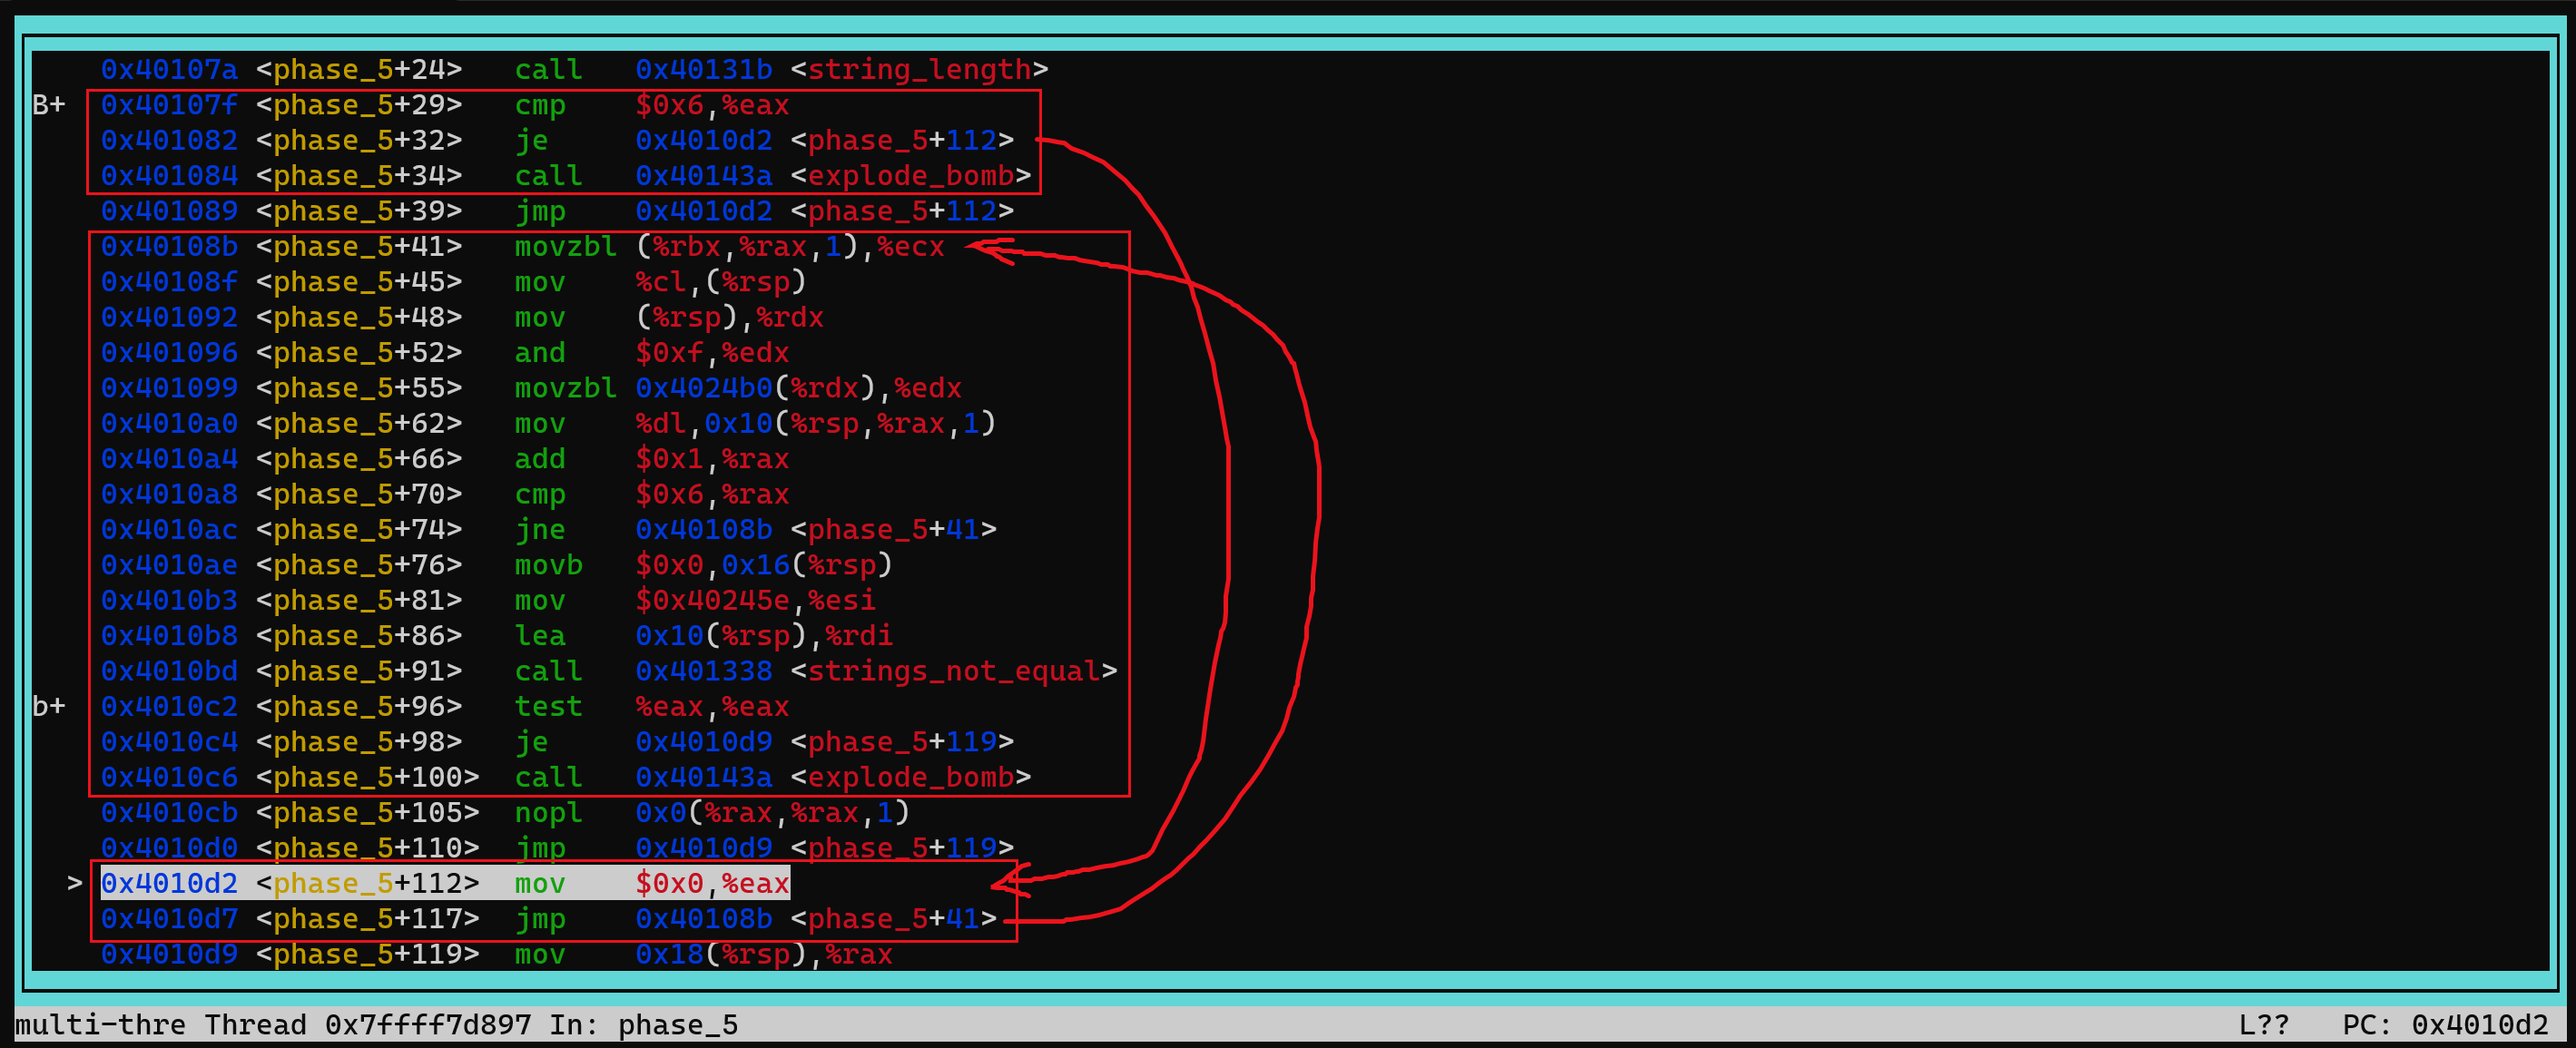 0x40107a <phase_5+24> call 0x40131b <string_length>
B+ 0x40107f <phase_5+29> cmp $0x6,%eax
0x401082 <phase_5+32> je 0x4010d2 <phase_5+112>
0x401084 <phase_5+34> call 0x40143a <explode_bomb>
0x401089 <phase_5+39> jmp 0x4010d2 <phase_5+112>
0x40108b <phase_5+41> movzbl (%rbx,%rax,1),%ecx
0x40108f <phase_5+45> mov %cl,(%rsp)
0x401092 <phase_5+48> mov (%rsp),%rdx
0x401096 <phase_5+52> and $0xf,%edx
0x401099 <phase_5+55> movzbl 0x4024b0(%rdx),%edx
0x4010a0 <phase_5+62> mov %dl,0x10(%rsp,%rax,1)
0x4010a4 <phase_5+66> add $0x1,%rax
0x4010a8 <phase_5+70> cmp $0x6,%rax
0x4010ac <phase_5+74> jne 0x40108b <phase_5+41>
0x4010ae <phase_5+76> movb $0x0,0x16(%rsp)
0x4010b3 <phase_5+81> mov $0x40245e,%esi
0x4010b8 <phase_5+86> lea 0x10(%rsp),%rdi
0x4010bd <phase_5+91> call 0x401338 <strings_not_equal>
b+ 0x4010c2 <phase_5+96> test %eax,%eax
0x4010c4 <phase_5+98> je 0x4010d9 <phase_5+119>
0x4010c6 <phase_5+100> call 0x40143a <explode_bomb>
0x4010cb <phase_5+105> nopl 0x0(%rax,%rax,1)
0x4010d0 <phase_5+110> jmp 0x4010d9 <phase_5+119>
> 0x4010d2 <phase_5+112> mov $0x0,%eax
0x4010d7 <phase_5+117> jmp 0x40108b <phase_5+41>
0x4010d9 <phase_5+119> mov 0x18(%rsp),%rax
multi-thre Thread 0x7ffff7d897 In: phase_5 L?? PC: 0x4010d2